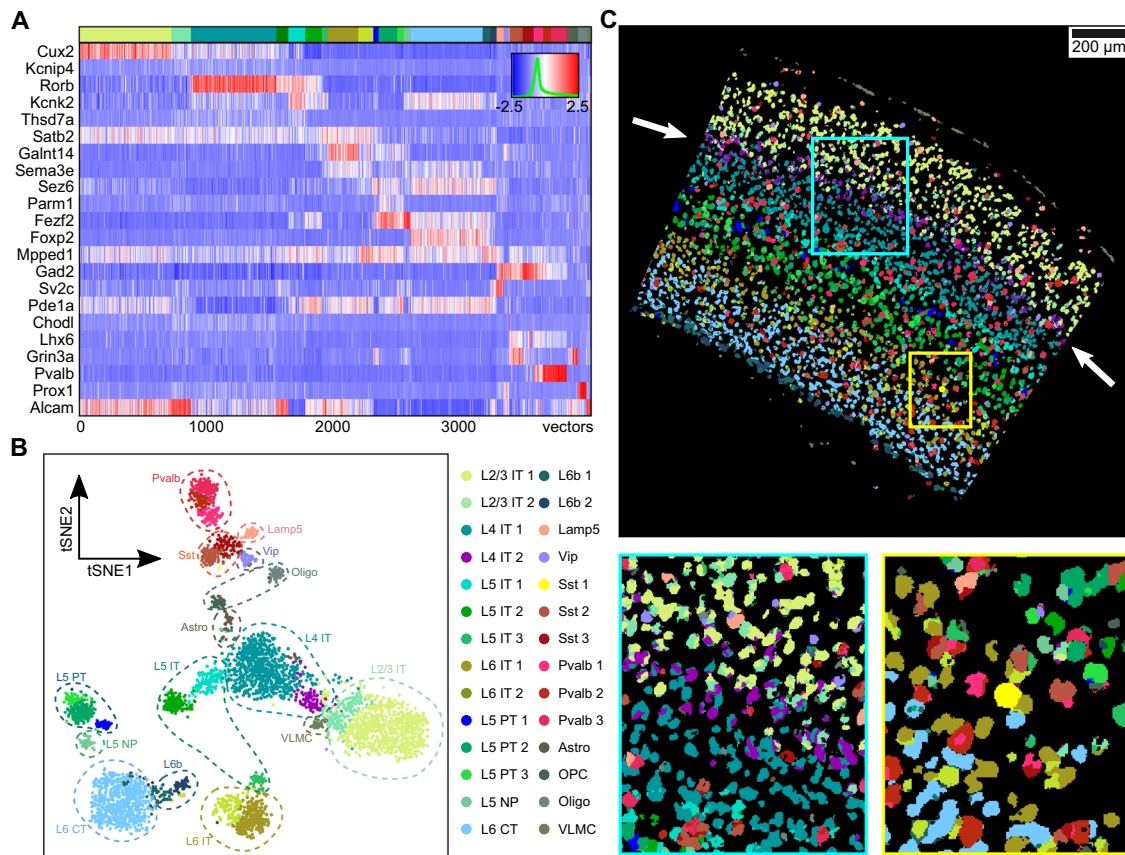 A
Cux2
Kcnip4
Rorb
Kcnk2
Thsd7a
Satb2
Galnt14
Sema3e
Sez6
Parm1
Fezf2
Foxp2
Mpped1
Gad2
Sv2c
Pde1a
Chodl
Lhx6
Grin3a
Pvalb
Prox1
Alcam
-2.5 2.5
0 1000 2000 3000 vectors
B
tSNE2
tSNE1
Pvalb
Lamp5
Sst
Vip
Oligo
Astro
L4 IT
L5 IT
L2/3 IT
L5 PT
VLMC
L5 NP
L6b
L6 CT
L6 IT
L2/3 IT 1
L2/3 IT 2
L4 IT 1
L4 IT 2
L5 IT 1
L5 IT 2
L5 IT 3
L6 IT 1
L6 IT 2
L5 PT 1
L5 PT 2
L5 PT 3
L5 NP
L6 CT
L6b 1
L6b 2
Lamp5
Vip
Sst 1
Sst 2
Sst 3
Pvalb 1
Pvalb 2
Pvalb 3
Astro
OPC
Oligo
VLMC
C
200 µm